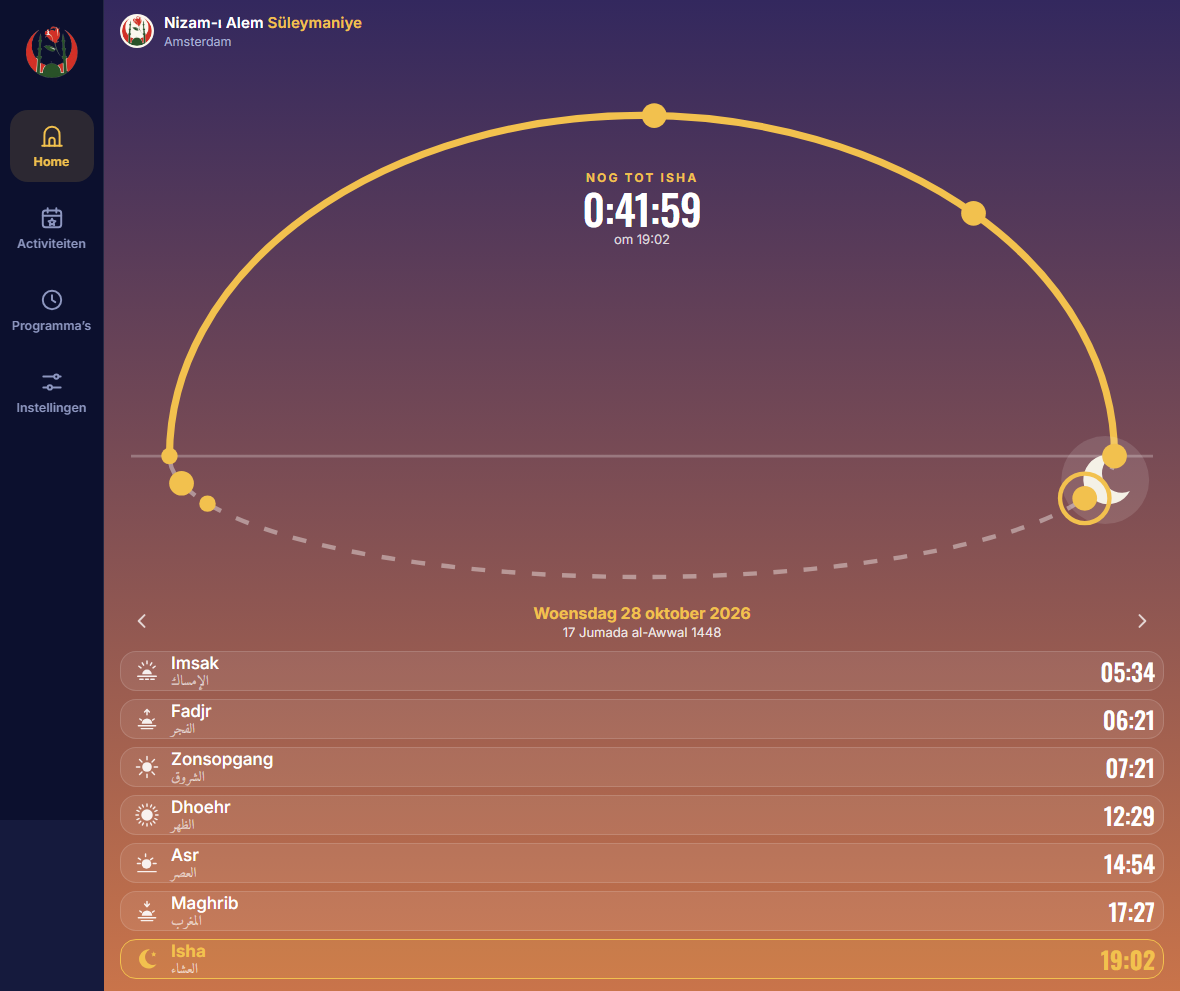 Nizam-ı Alem Süleymaniye
Amsterdam
Home
Activiteiten
Programma's
Instellingen
NOG TOT ISHA
0:41:59
om 19:02
Woensdag 28 oktober 2026
17 Jumada al-Awwal 1448
Imsak
الإمساك
05:34
Fadjr
الفجر
06:21
Zonsopgang
الشروق
07:21
Dhoehr
الظهر
12:29
Asr
العصر
14:54
Maghrib
المغرب
17:27
Isha
العشاء
19:02